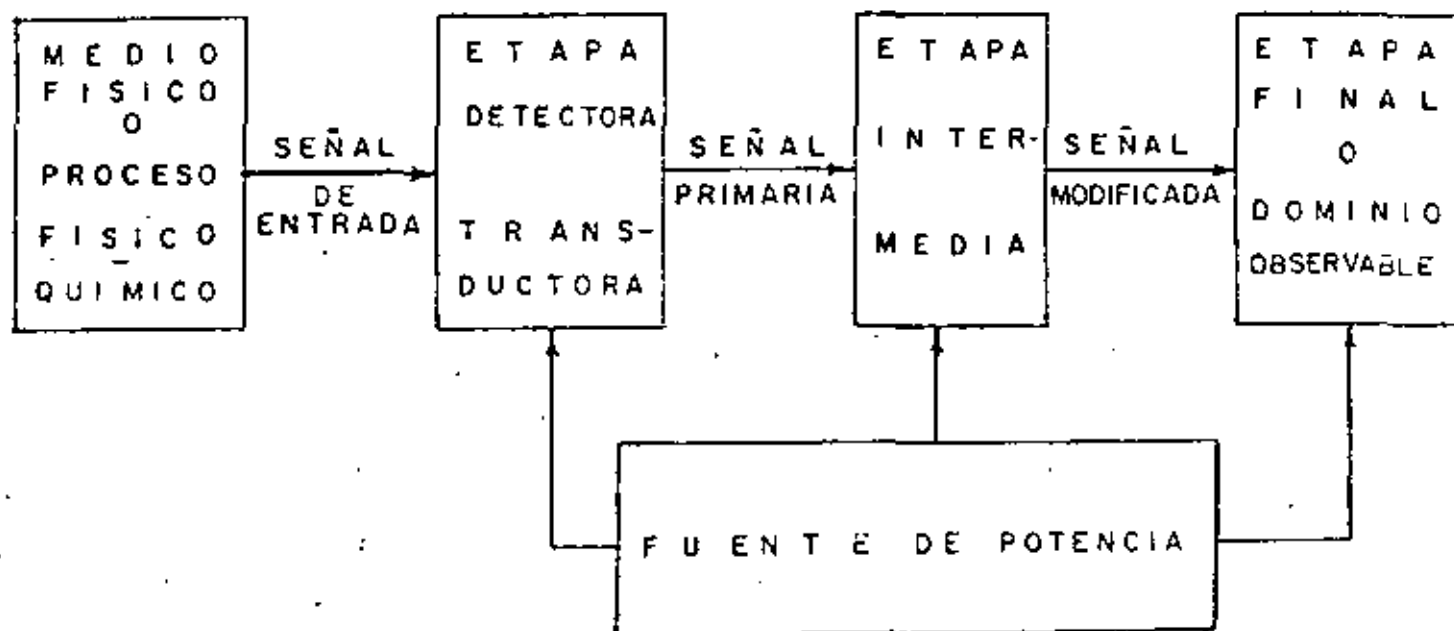 MEDIO
FISICO
O
PROCESO
FISICO
QUIMICO
SEÑAL
DE
ENTRADA
ETAPA
DETECTORA
TRANS-
DUCTORA
SEÑAL
PRIMARIA
ETAPA
INTER-
MEDIA
SEÑAL
MODIFICADA
ETAPA
FINAL
O
DOMINIO
OBSERVABLE
FUENTE DE POTENCIA